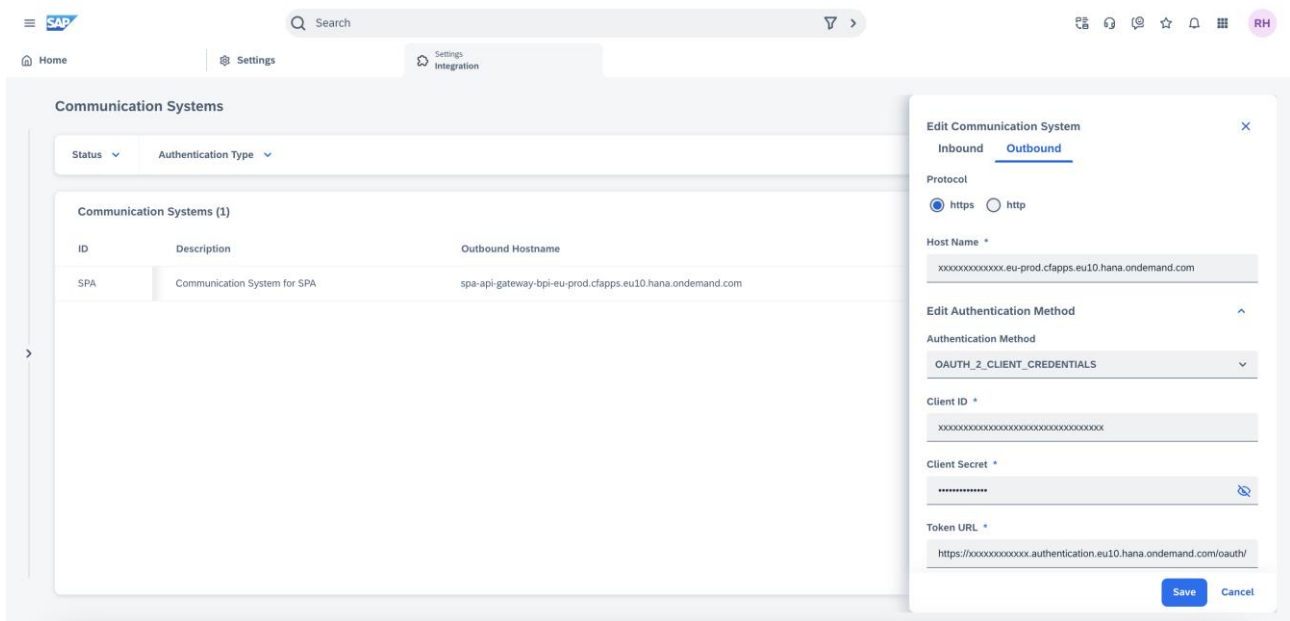 SAP
Search
RH
Home
Settings
Settings
Integration
Communication Systems
Status
Authentication Type
Communication Systems (1)
ID Description Outbound Hostname
SPA Communication System for SPA spa-api-gateway-bpi-eu-prod.cfapps.eu10.hana.ondemand.com
Edit Communication System
Inbound Outbound
Protocol
https http
Host Name *
xxxxxxxxxxxxx.eu-prod.cfapps.eu10.hana.ondemand.com
Edit Authentication Method
Authentication Method
OAUTH_2_CLIENT_CREDENTIALS
Client ID *
xxxxxxxxxxxxxxxxxxxxxxxxxxxxxxxxx
Client Secret *
••••••••••••••
Token URL *
https://xxxxxxxxxxxx.authentication.eu10.hana.ondemand.com/oauth/
Save Cancel